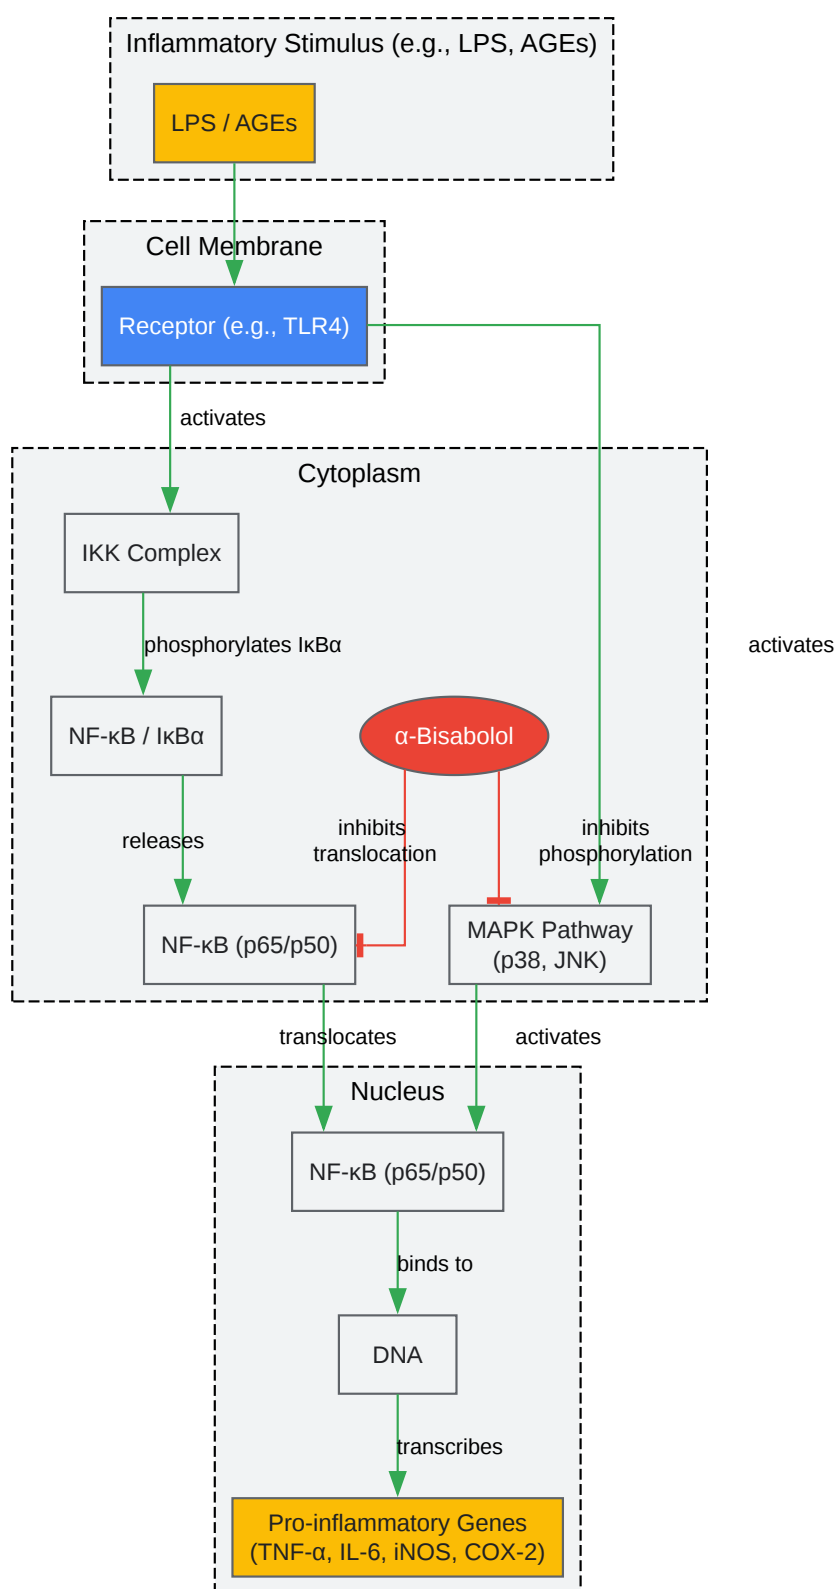 Inflammatory Stimulus (e.g., LPS, AGEs)
LPS / AGEs
Cell Membrane
Receptor (e.g., TLR4)
activates
Cytoplasm
IKK Complex
phosphorylates IκBα
activates
NF-κB / IκBα
α-Bisabolol
releases
inhibits
translocation
inhibits
phosphorylation
NF-κB (p65/p50)
MAPK Pathway
(p38, JNK)
translocates
activates
Nucleus
NF-κB (p65/p50)
binds to
DNA
transcribes
Pro-inflammatory Genes
(TNF-α, IL-6, iNOS, COX-2)